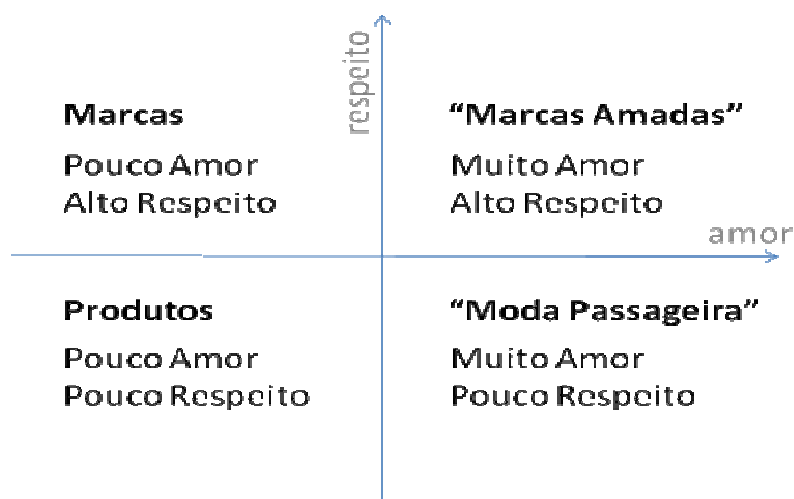 respeito
Marcas
Pouco Amor
Alto Respeito
“Marcas Amadas”
Muito Amor
Alto Respeito
amor
Produtos
Pouco Amor
Pouco Respeito
“Moda Passageira”
Muito Amor
Pouco Respeito